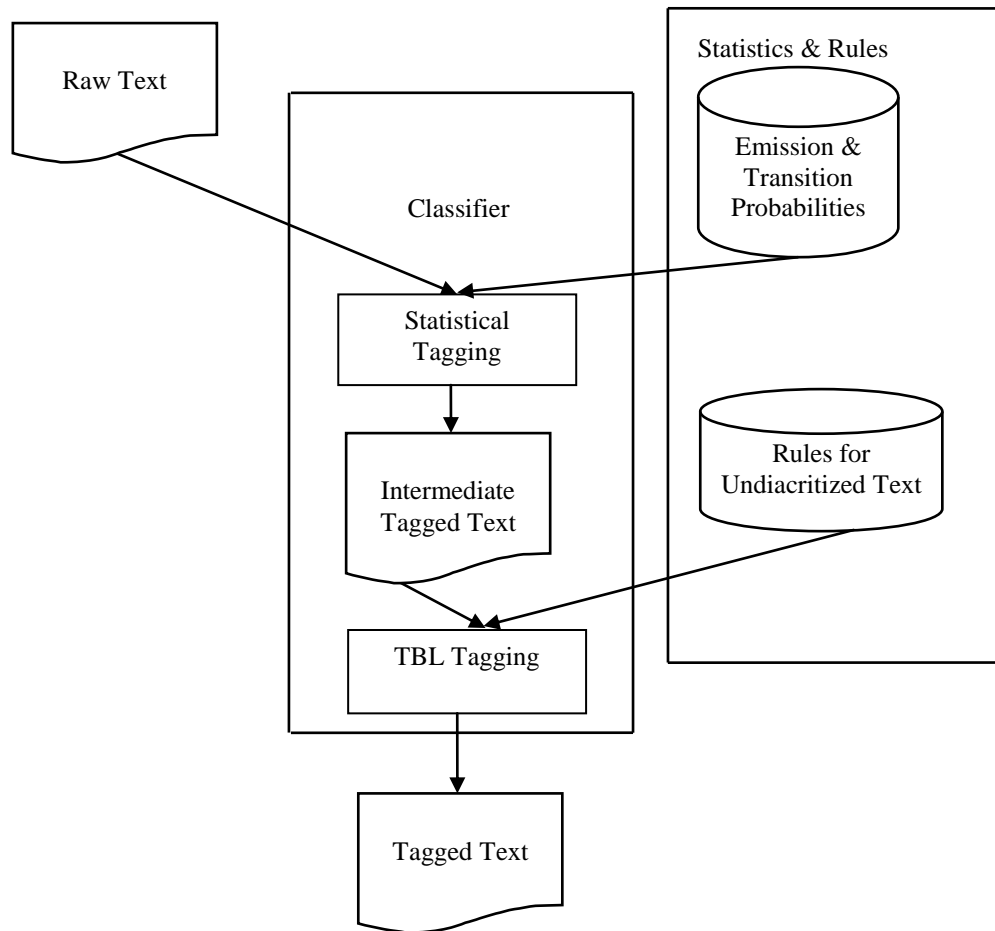 Raw Text
Statistics & Rules
Emission &
Transition
Probabilities
Classifier
Statistical
Tagging
Intermediate
Tagged Text
Rules for
Undiacritized Text
TBL Tagging
Tagged Text